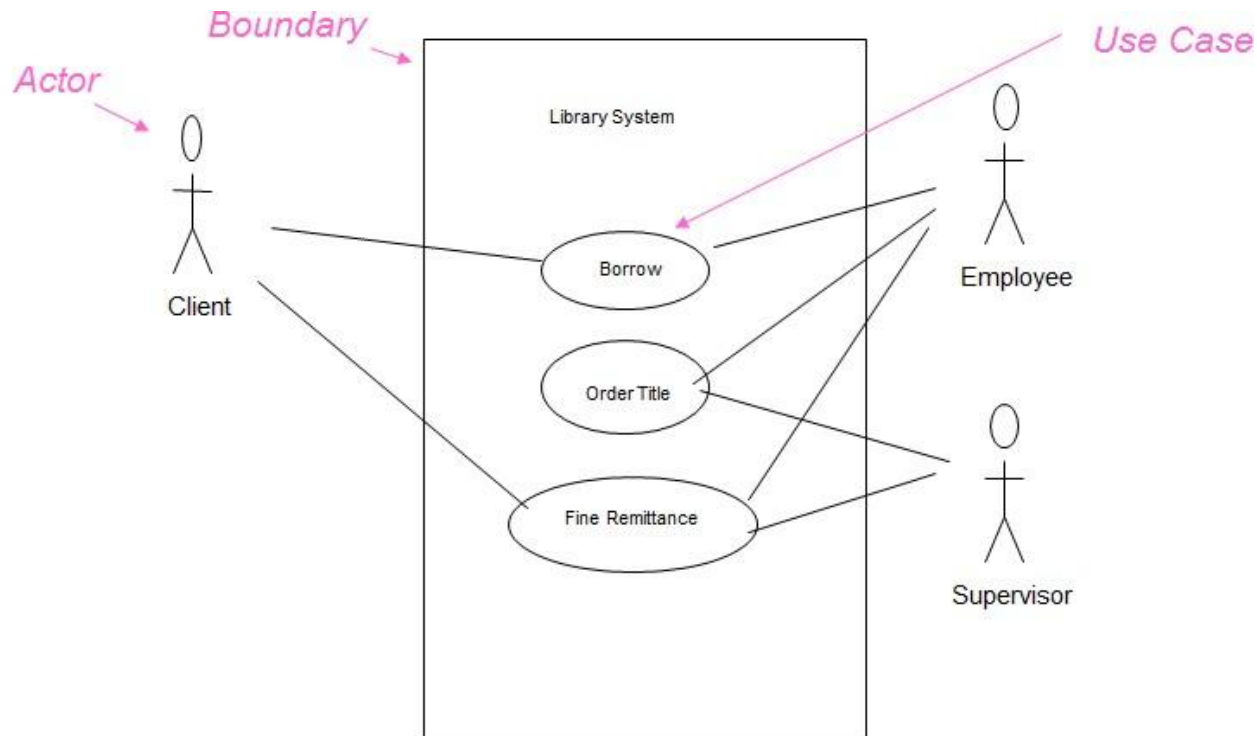 Boundary
Use Case
Actor
Library System
Borrow
Client
Employee
Order Title
Fine Remittance
Supervisor